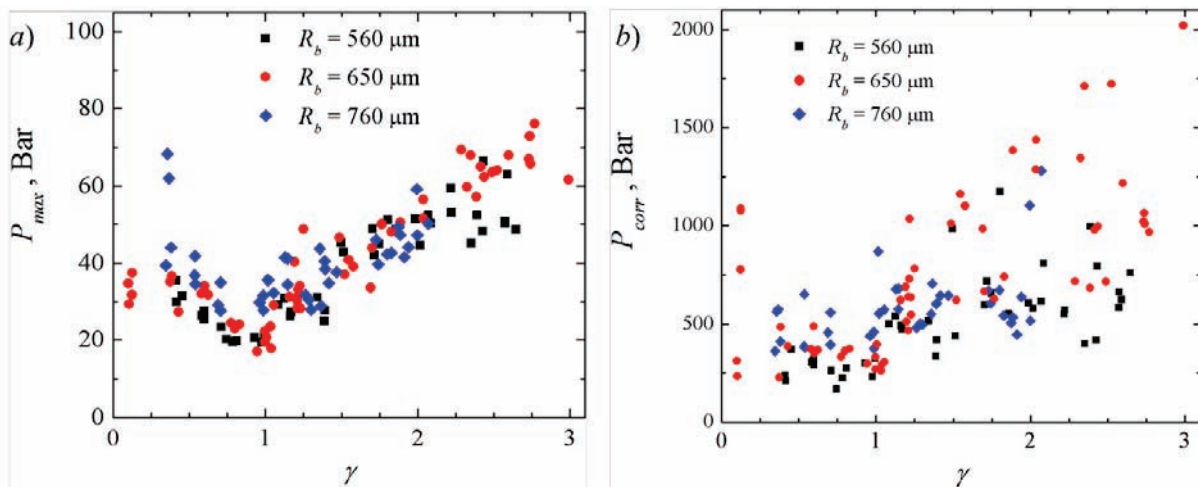 a)
P_max, Bar
100
80
60
40
20
0
0
1
2
3
γ
R_b = 560 μm
R_b = 650 μm
R_b = 760 μm
b)
P_corr, Bar
2000
1500
1000
500
0
0
1
2
3
γ
R_b = 560 μm
R_b = 650 μm
R_b = 760 μm